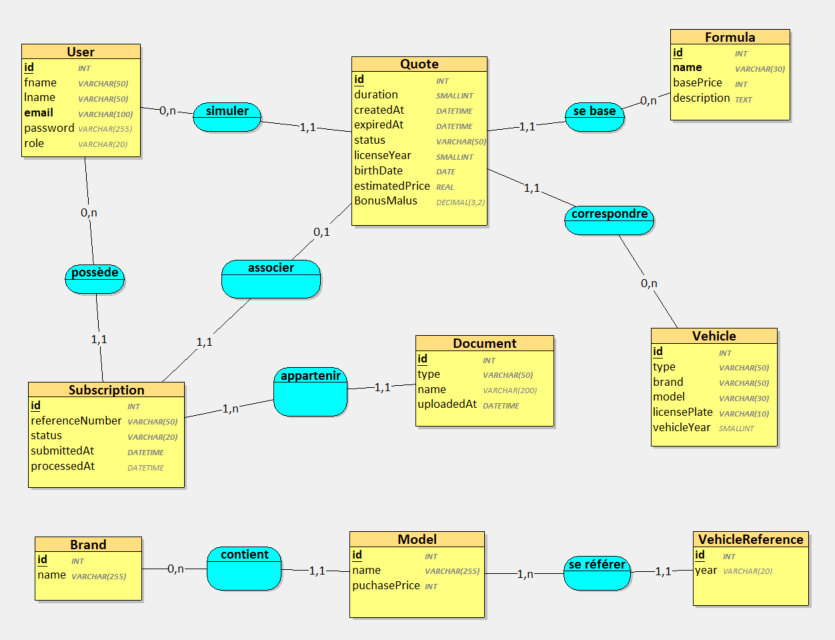 User
id INT
fname VARCHAR(50)
lname VARCHAR(50)
email VARCHAR(100)
password VARCHAR(255)
role VARCHAR(20)
0,n
simuler
1,1
Quote
id INT
duration SMALLINT
createdAt DATETIME
expiredAt DATETIME
status VARCHAR(50)
licenseYear SMALLINT
birthDate DATE
estimatedPrice REAL
BonusMalus DECIMAL(3,2)
1,1
se base
0,n
Formula
id INT
name VARCHAR(30)
basePrice INT
description TEXT
1,1
correspondre
0,n
0,n
possède
1,1
0,1
associer
1,1
Vehicle
id INT
type VARCHAR(50)
brand VARCHAR(50)
model VARCHAR(30)
licensePlate VARCHAR(10)
vehicleYear SMALLINT
Subscription
id INT
referenceNumber VARCHAR(50)
status VARCHAR(20)
submittedAt DATETIME
processedAt DATETIME
1,n
appartenir
1,1
Document
id INT
type VARCHAR(50)
name VARCHAR(200)
uploadedAt DATETIME
Brand
id INT
name VARCHAR(255)
0,n
contient
1,1
Model
id INT
name VARCHAR(255)
puchasePrice INT
1,n
se référer
1,1
VehicleReference
id INT
year VARCHAR(20)